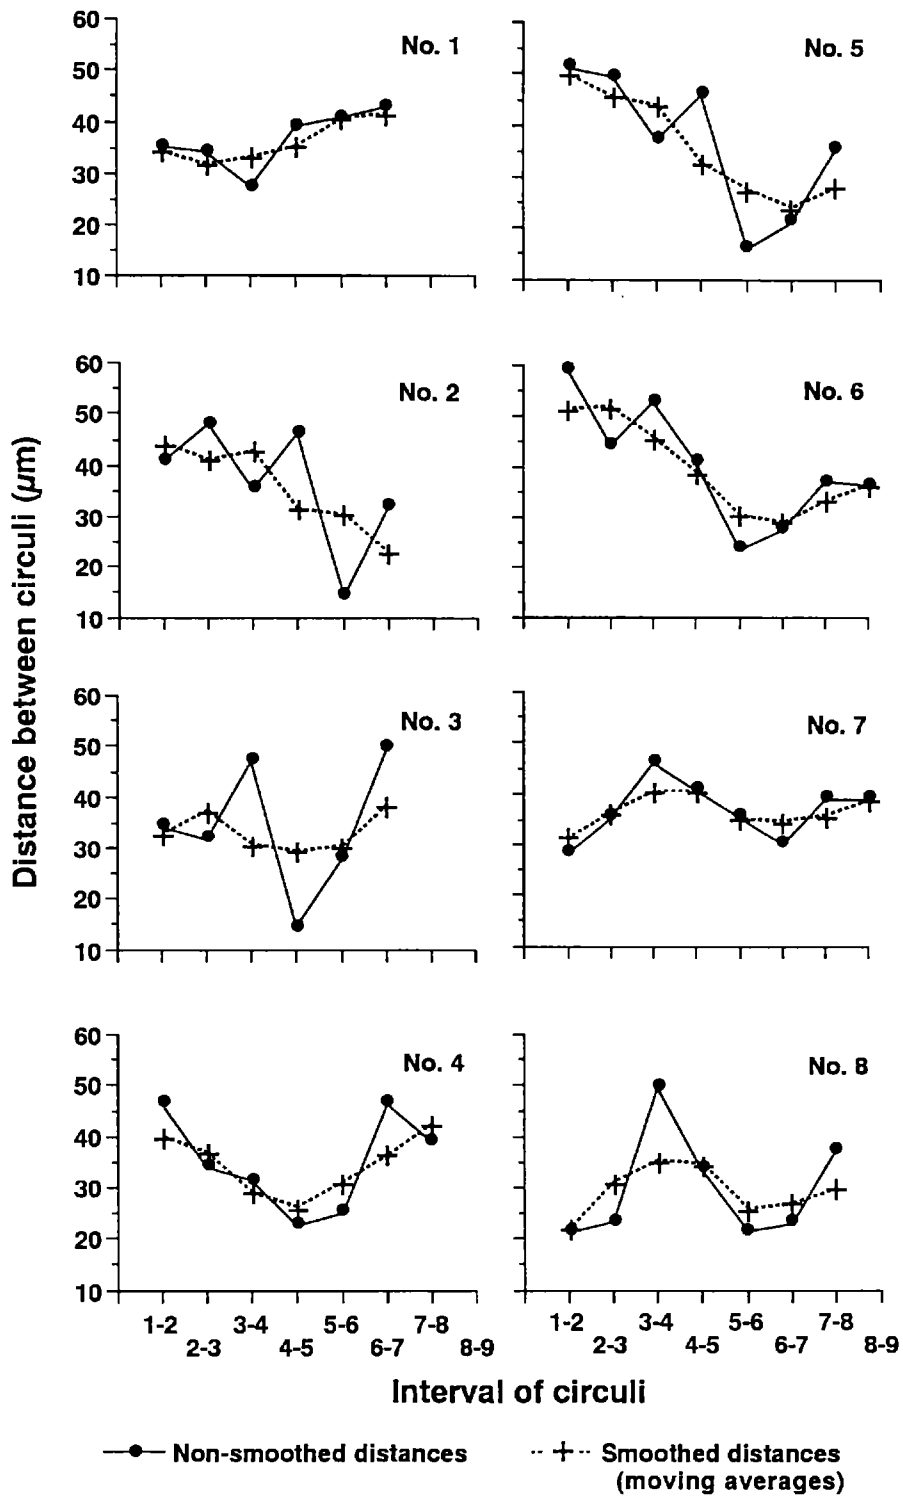 Distance between circuli (µm)
No. 1
60
50
40
30
20
10
No. 5
No. 2
60
50
40
30
20
10
No. 6
No. 3
60
50
40
30
20
10
No. 7
No. 4
60
50
40
30
20
10
No. 8
1-2 3-4 5-6 7-8
2-3 4-5 6-7 8-9
1-2 3-4 5-6 7-8
2-3 4-5 6-7 8-9
Interval of circuli
Non-smoothed distances
Smoothed distances
(moving averages)